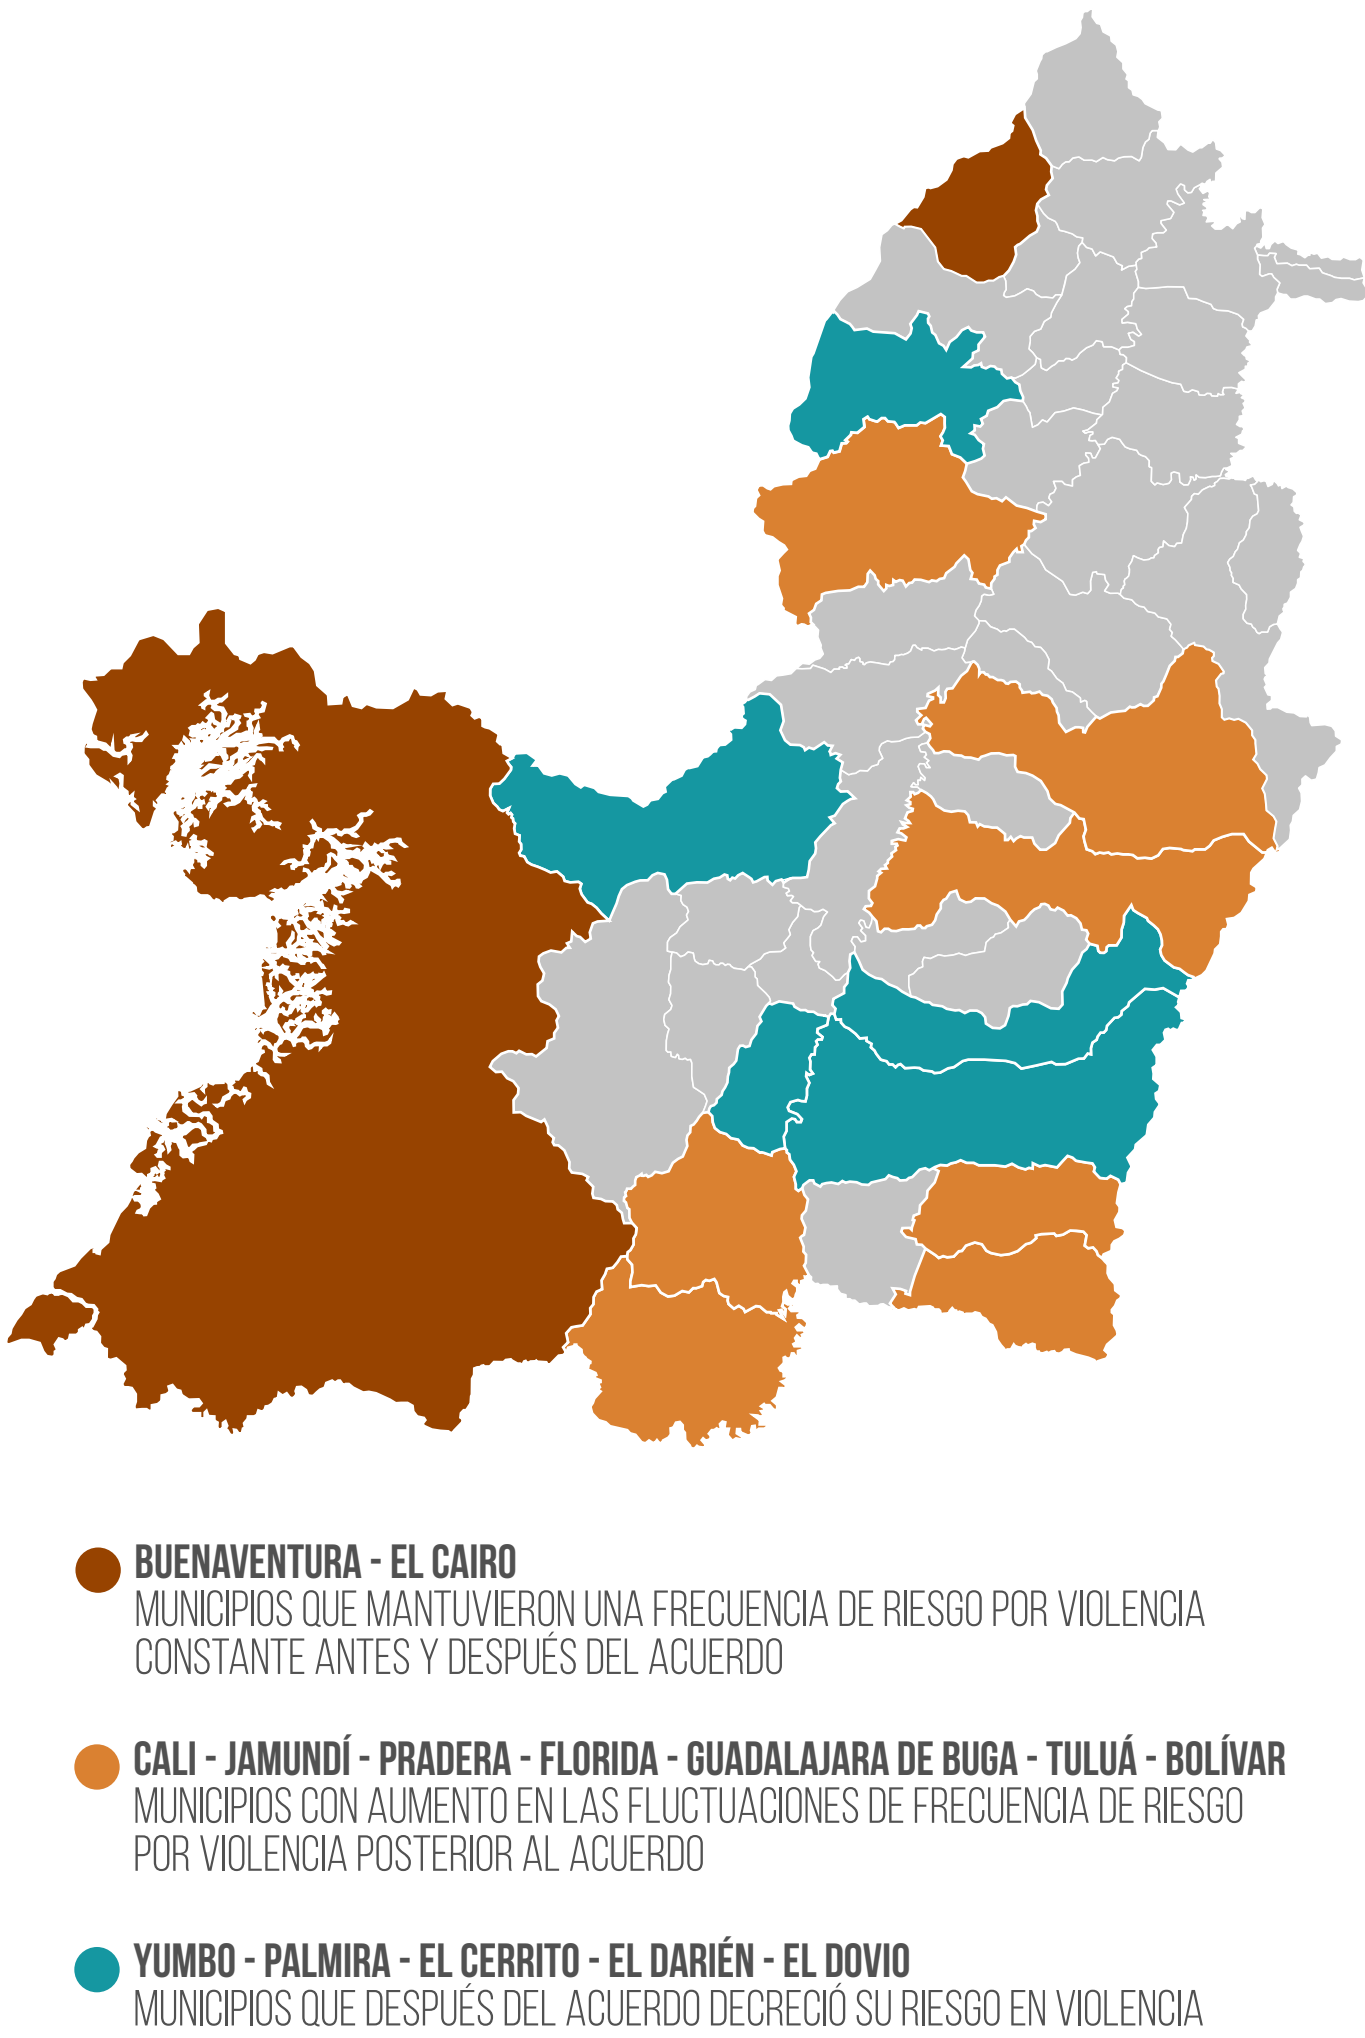 BUENAVENTURA - EL CAIRO
MUNICIPIOS QUE MANTUVIERON UNA FRECUENCIA DE RIESGO POR VIOLENCIA
CONSTANTE ANTES Y DESPUÉS DEL ACUERDO
CALI - JAMUNDÍ - PRADERA - FLORIDA - GUADALAJARA DE BUGA - TULUÁ - BOLÍVAR
MUNICIPIOS CON AUMENTO EN LAS FLUCTUACIONES DE FRECUENCIA DE RIESGO
POR VIOLENCIA POSTERIOR AL ACUERDO
YUMBO - PALMIRA - EL CERRITO - EL DARIÉN - EL DOVIO
MUNICIPIOS QUE DESPUÉS DEL ACUERDO DECRECIÓ SU RIESGO EN VIOLENCIA